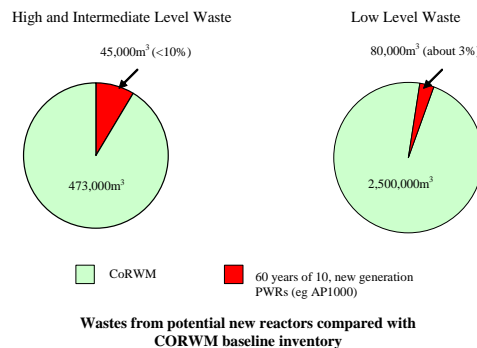 High and Intermediate Level Waste
45,000m³ (<10%)
473,000m³
Low Level Waste
80,000m³ (about 3%)
2,500,000m³
CoRWM
60 years of 10, new generation
PWRs (eg AP1000)
Wastes from potential new reactors compared with
CORWM baseline inventory